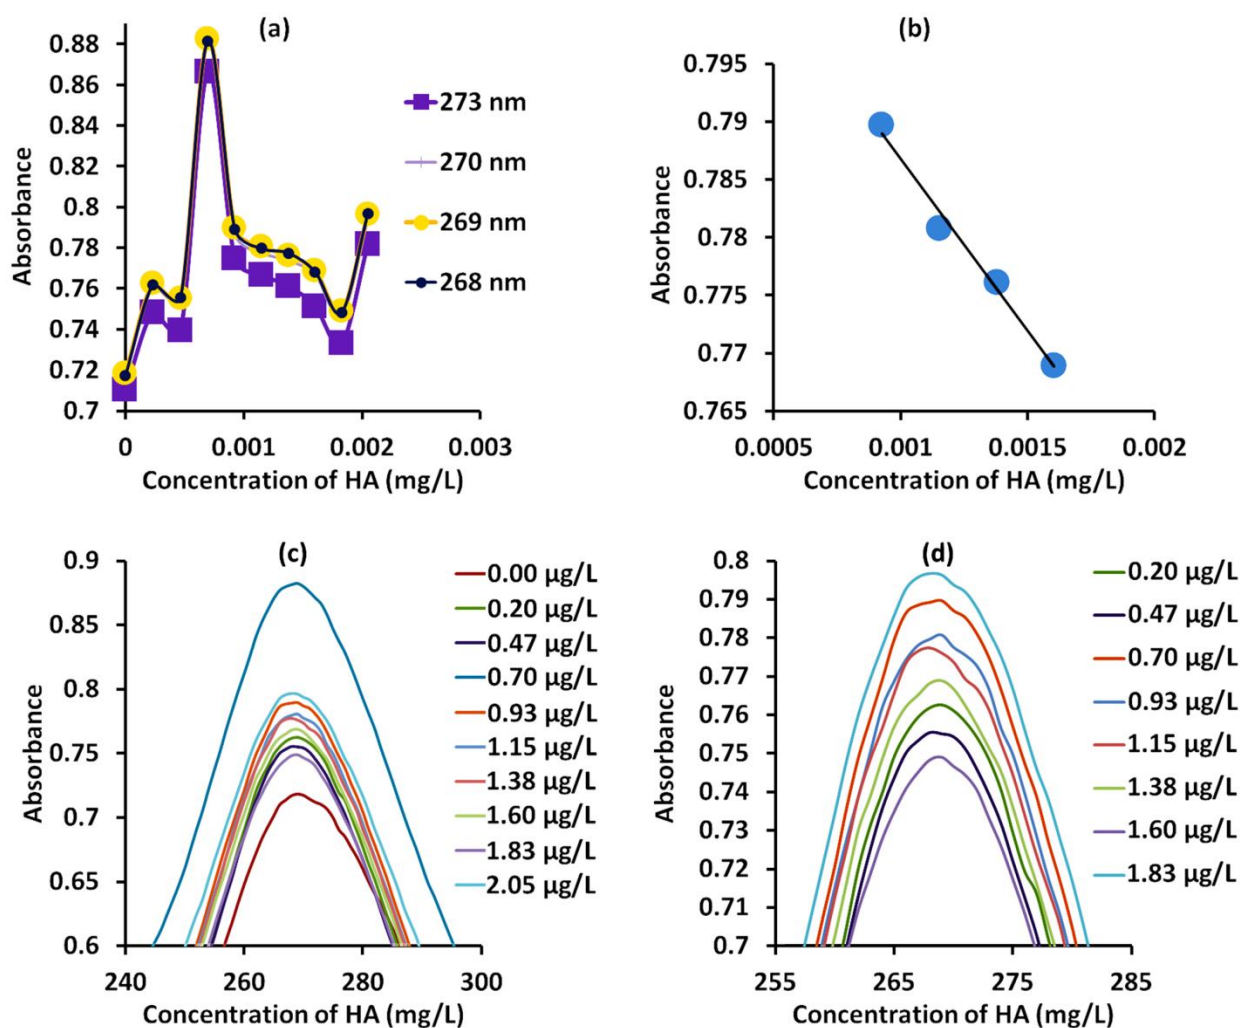 (a)
0.88
0.86
0.84
0.82
0.8
0.78
0.76
0.74
0.72
0.7
Absorbance
0 0.001 0.002 0.003
Concentration of HA (mg/L)
273 nm
270 nm
269 nm
268 nm
(b)
0.795
0.79
0.785
0.78
0.775
0.77
0.765
Absorbance
0.0005 0.001 0.0015 0.002
Concentration of HA (mg/L)
(c)
0.9
0.85
0.8
0.75
0.7
0.65
0.6
Absorbance
240 260 280 300
Concentration of HA (mg/L)
0.00 µg/L
0.20 µg/L
0.47 µg/L
0.70 µg/L
0.93 µg/L
1.15 µg/L
1.38 µg/L
1.60 µg/L
1.83 µg/L
2.05 µg/L
(d)
0.8
0.79
0.78
0.77
0.76
0.75
0.74
0.73
0.72
0.71
0.7
Absorbance
255 265 275 285
Concentration of HA (mg/L)
0.20 µg/L
0.47 µg/L
0.70 µg/L
0.93 µg/L
1.15 µg/L
1.38 µg/L
1.60 µg/L
1.83 µg/L